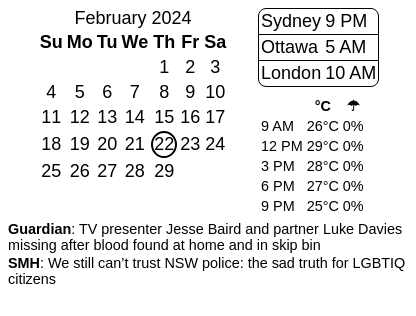 February 2024
Su Mo Tu We Th Fr Sa
1 2 3
4 5 6 7 8 9 10
11 12 13 14 15 16 17
18 19 20 21 22 23 24
25 26 27 28 29
Sydney 9 PM
Ottawa 5 AM
London 10 AM
°C ☂
9 AM 26°C 0%
12 PM 29°C 0%
3 PM 28°C 0%
6 PM 27°C 0%
9 PM 25°C 0%
Guardian: TV presenter Jesse Baird and partner Luke Davies
missing after blood found at home and in skip bin
SMH: We still can’t trust NSW police: the sad truth for LGBTIQ
citizens